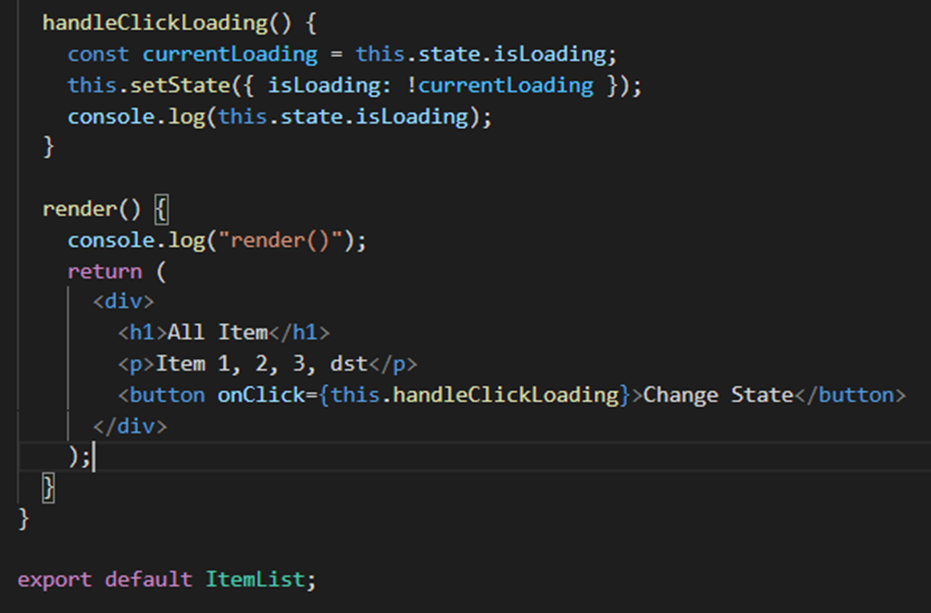 handleClickLoading() {
const currentLoading = this.state.isLoading;
this.setState({ isLoading: !currentLoading });
console.log(this.state.isLoading);
}
render() {
console.log("render()");
return (
<div>
<h1>All Item</h1>
<p>Item 1, 2, 3, dst</p>
<button onClick={this.handleClickLoading}>Change State</button>
</div>
);
}
}
export default ItemList;